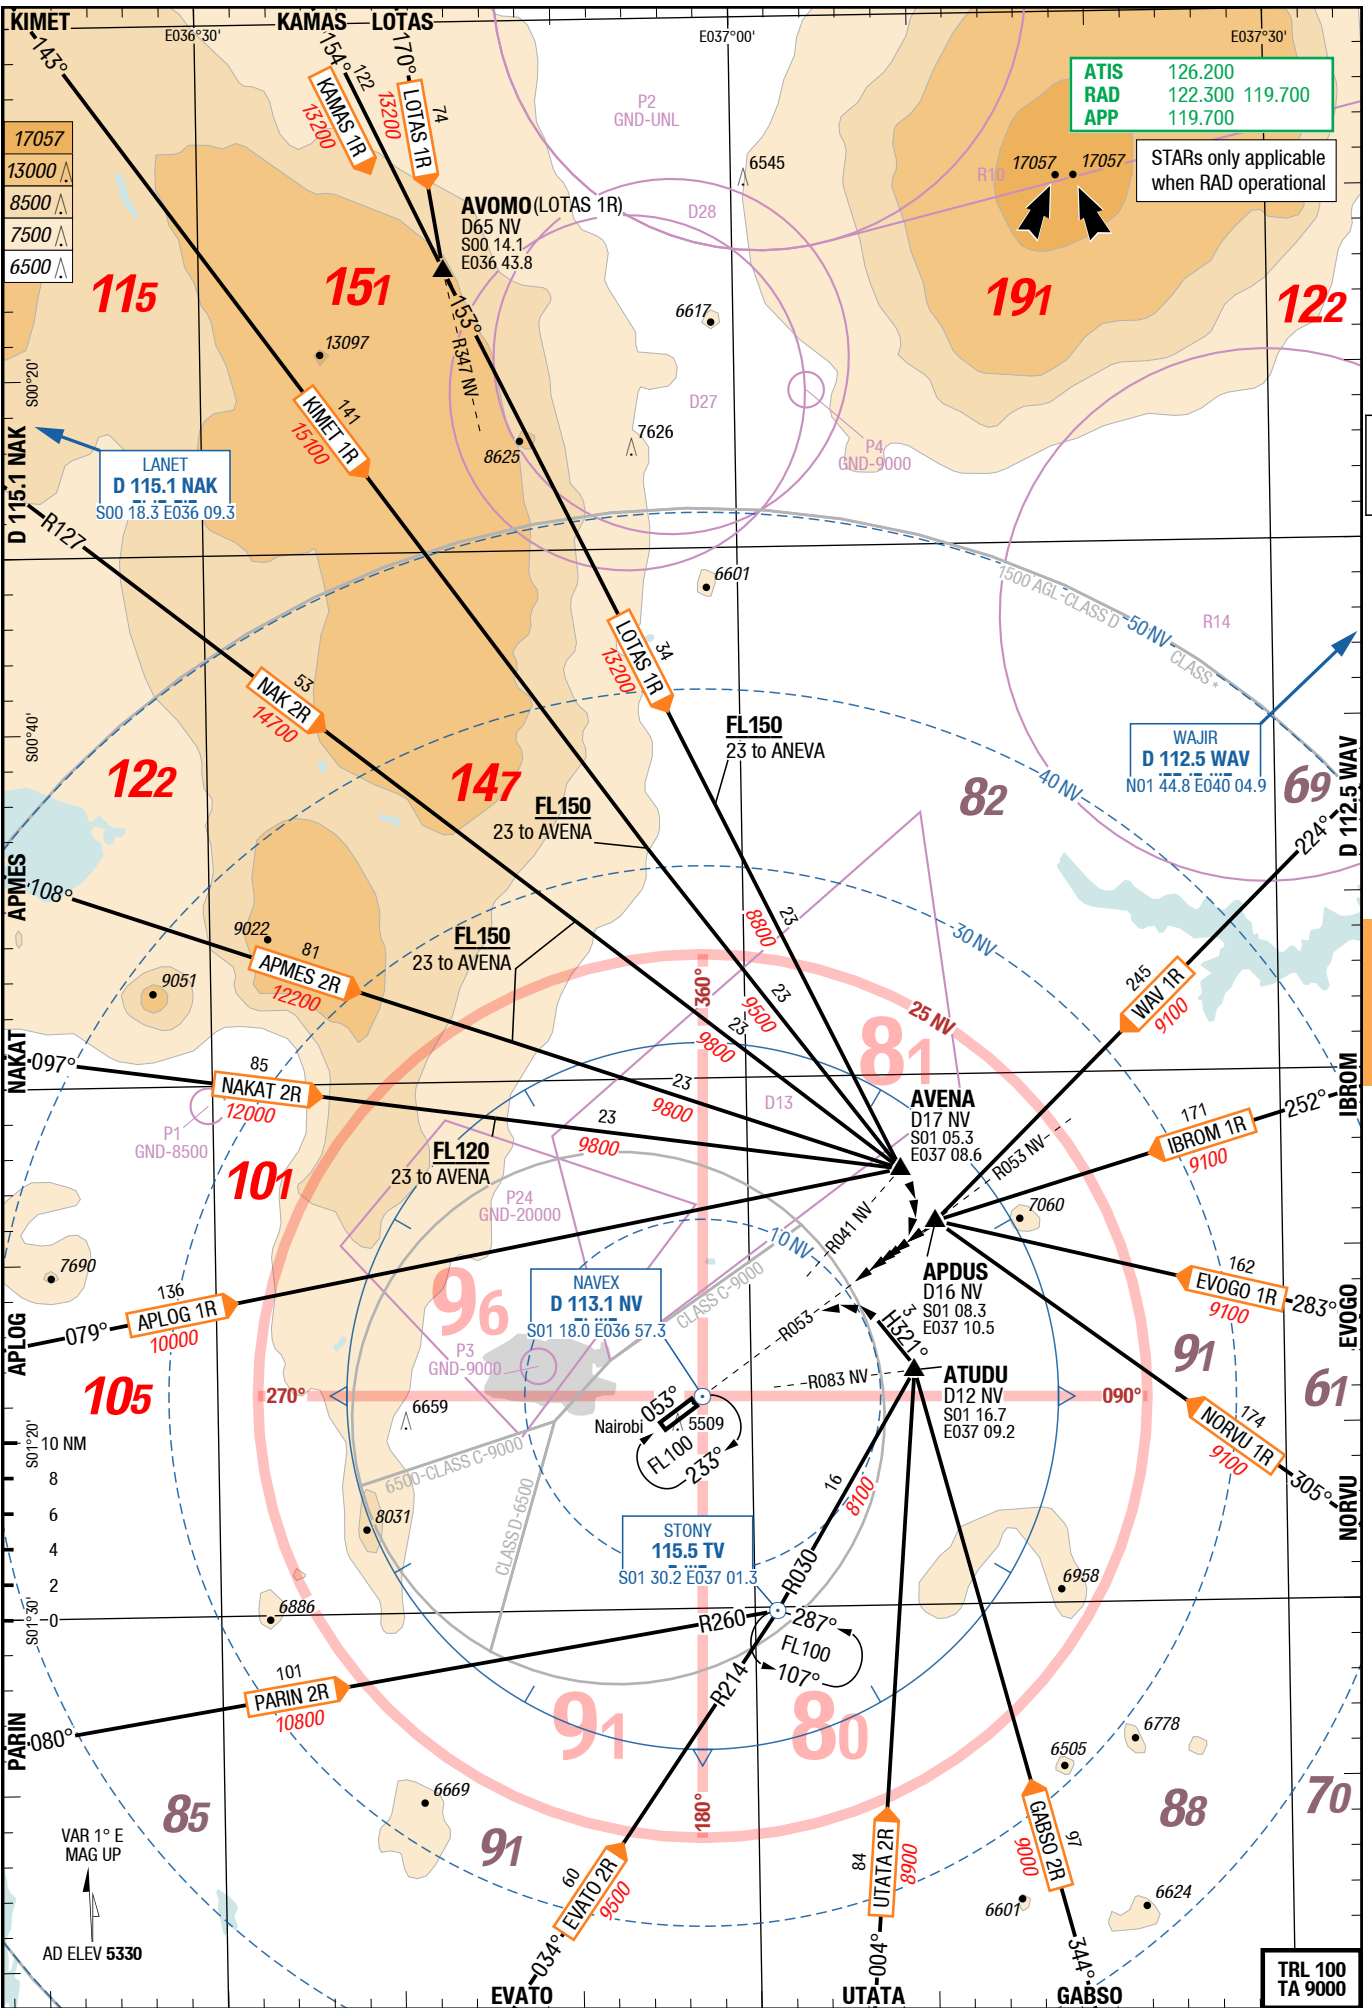 KIMET
KAMAS
LOTAS
E036°30'
E037°00'
E037°30'
143°
154°
122
170°
74
KAMAS 1R
13200
LOTAS 1R
13200
P2
GND-UNL
ATIS 126.200
RAD 122.300 119.700
APP 119.700
STARs only applicable
when RAD operational
17057
13000
8500
7500
6500
6545
R10
17057
17057
D28
AVOMO (LOTAS 1R)
D65 NV
S00 14.1
E036 43.8
115
151
191
122
153°
R347 NV
6617
13097
S00°20'
141
KIMET 1R
15100
D27
7626
8625
P4
GND-9000
D 115.1 NAK
LANET
D 115.1 NAK
S00 18.3 E036 09.3
R127
6601
1500 AGL-CLASS D
50 NV
CLASS *
R14
34
LOTAS 1R
13200
53
NAK 2R
14700
S00°40'
FL150
23 to ANEVA
WAJIR
D 112.5 WAV
N01 44.8 E040 04.9
69
D 112.5 WAV
224°
122
147
82
40 NV
FL150
23 to AVENA
APMES
108°
9022
81
APMES 2R
12200
9051
FL150
23 to AVENA
23
8800
30 NV
360°
23
9500
23
9800
25 NV
245
WAV 1R
9100
81
NAKAT
097°
85
NAKAT 2R
12000
23
9800
23
9800
D13
AVENA
D17 NV
S01 05.3
E037 08.6
IBROM
252°
171
IBROM 1R
9100
P1
GND-8500
FL120
23 to AVENA
101
P24
GND-20000
R053 NV
R041 NV
7060
10 NV
7690
136
APLOG 1R
10000
APLOG
079°
96
NAVEX
D 113.1 NV
S01 18.0 E036 57.3
CLASS C-9000
APDUS
D16 NV
S01 08.3
E037 10.5
162
EVOGO 1R
9100
283°
EVOGO
R053
3
H321°
P3
GND-9000
R083 NV
ATUDU
D12 NV
S01 16.7
E037 09.2
91
61
105
270°
090°
6659
Nairobi
053°
5509
FL100
233°
174
NORVU 1R
9100
305°
NORVU
S01°20'
10 NM
8
6
4
2
0
S01°30'
6500-CLASS C-9000
CLASS D-6500
8031
16
8100
STONY
115.5 TV
S01 30.2 E037 01.3
R030
6958
6886
R260
287°
FL100
107°
101
PARIN 2R
10800
R214
PARIN
080°
91
80
6778
6505
6669
180°
85
91
88
70
VAR 1° E
MAG UP
60
EVATO 2R
9500
84
UTATA 2R
8900
97
GABSO 2R
9000
6601
6624
AD ELEV 5330
034°
004°
344°
EVATO
UTATA
GABSO
TRL 100
TA 9000